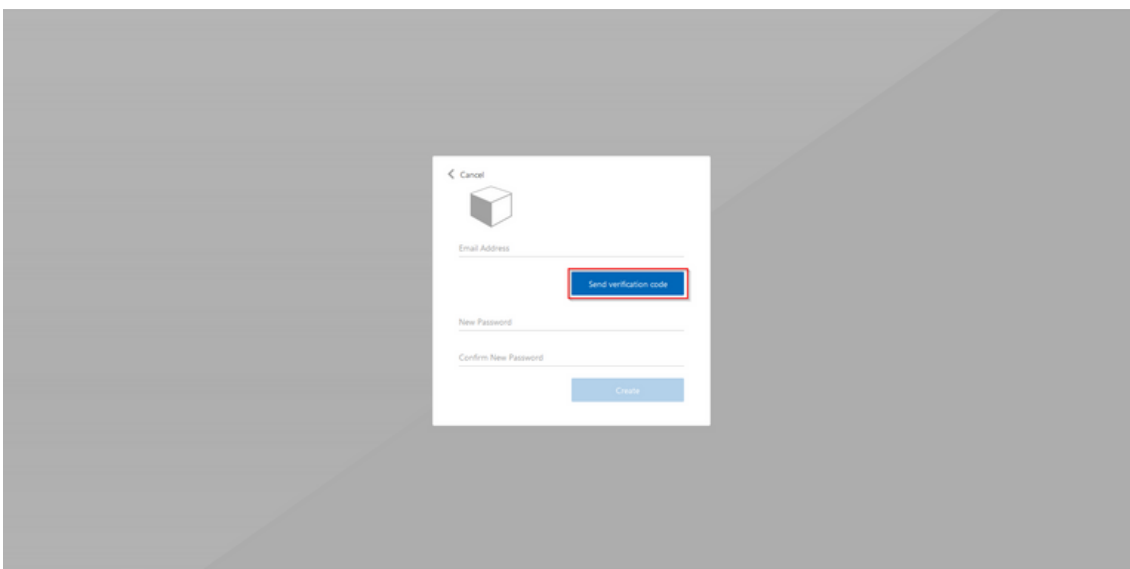 Cancel
Email Address
Send verification code
New Password
Confirm New Password
Create